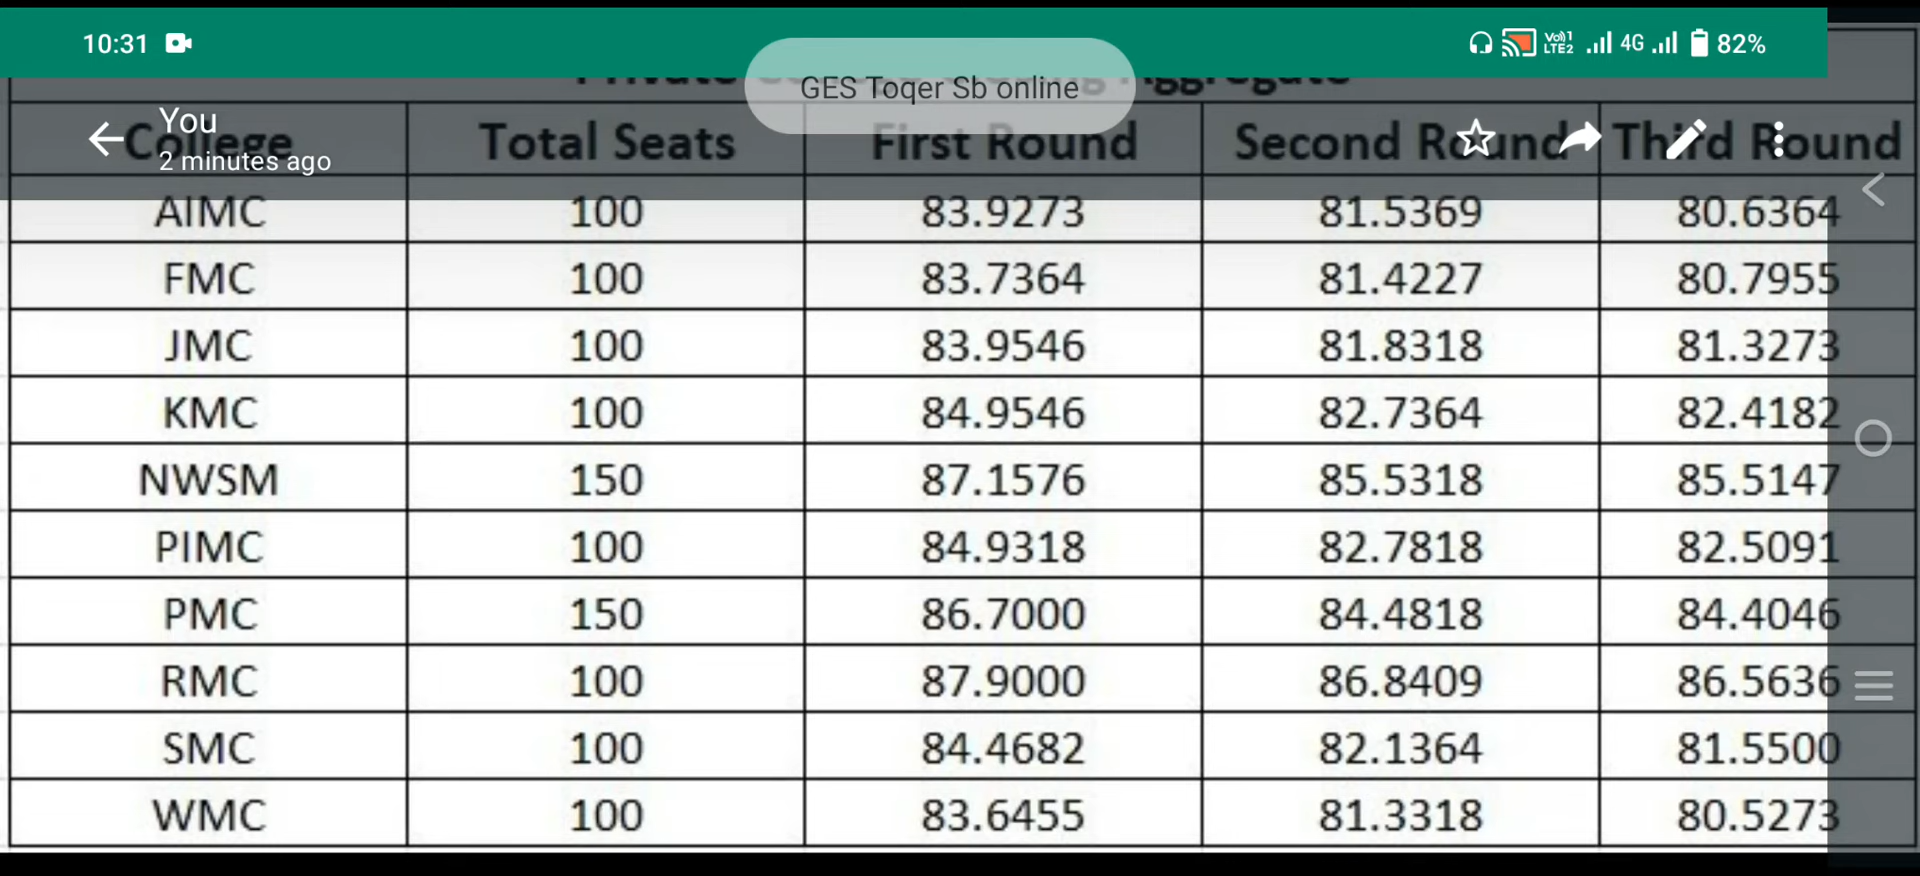 10:31 VoI) LTE2 4G 82%
GES Toqer Sb online
You
2 minutes ago
College Total Seats First Round Second Round Third Round
AIMC 100 83.9273 81.5369 80.6364
FMC 100 83.7364 81.4227 80.7955
JMC 100 83.9546 81.8318 81.3273
KMC 100 84.9546 82.7364 82.4182
NWSM 150 87.1576 85.5318 85.5147
PIMC 100 84.9318 82.7818 82.5091
PMC 150 86.7000 84.4818 84.4046
RMC 100 87.9000 86.8409 86.5636
SMC 100 84.4682 82.1364 81.5500
WMC 100 83.6455 81.3318 80.5273